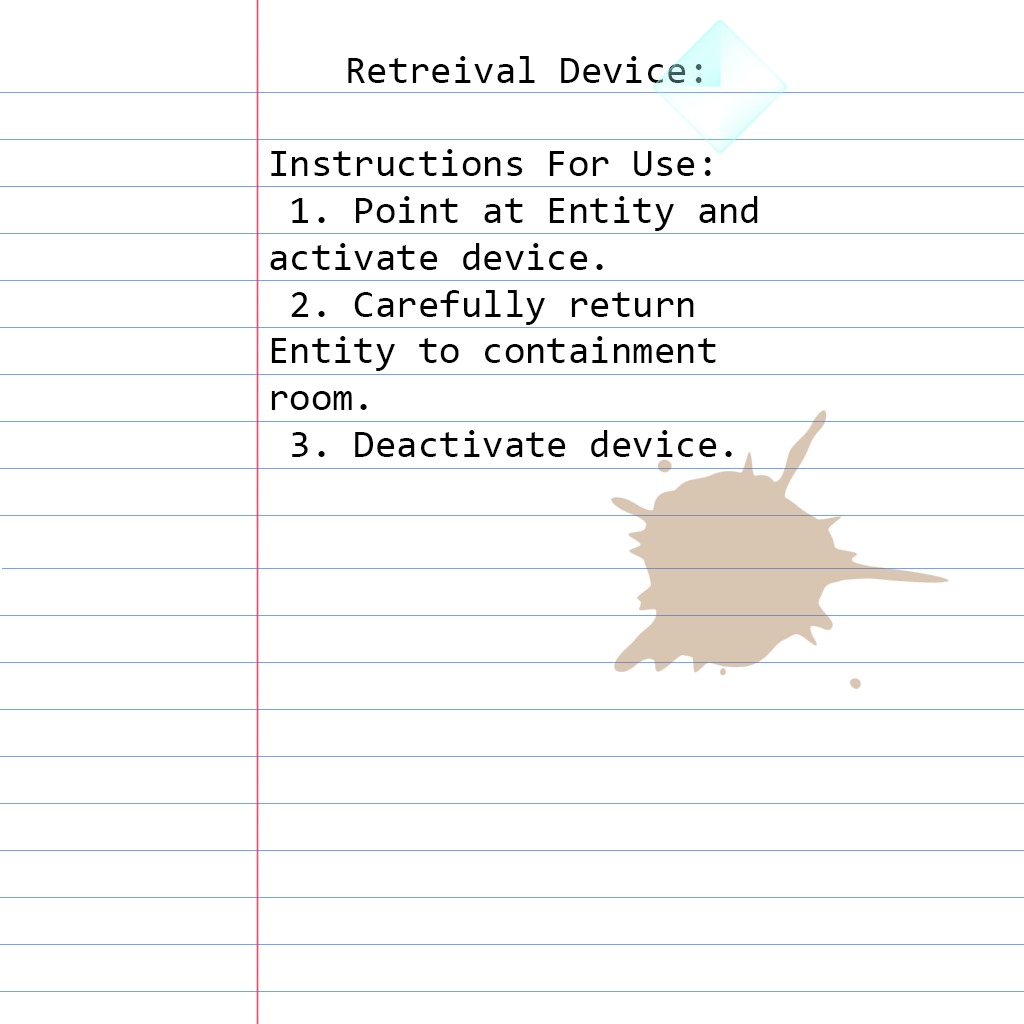 Retreival Device:
Instructions For Use:
1. Point at Entity and
activate device.
2. Carefully return
Entity to containment
room.
3. Deactivate device.